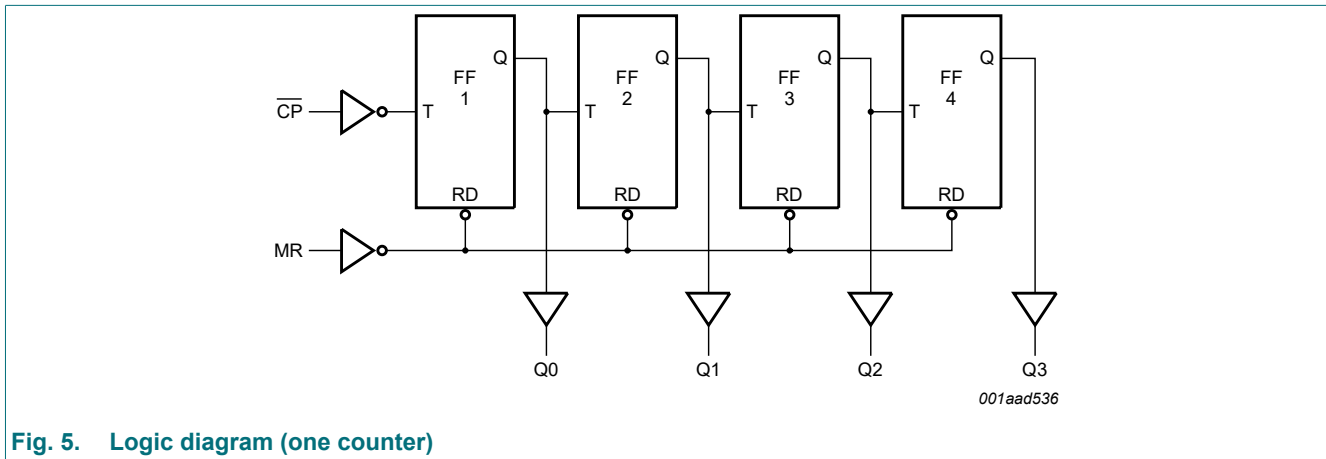 Q Q Q Q
FF FF FF FF
1 2 3 4
C̅P̅ T T T T
RD RD RD RD
MR
Q0 Q1 Q2 Q3
001aad536
Fig. 5. Logic diagram (one counter)